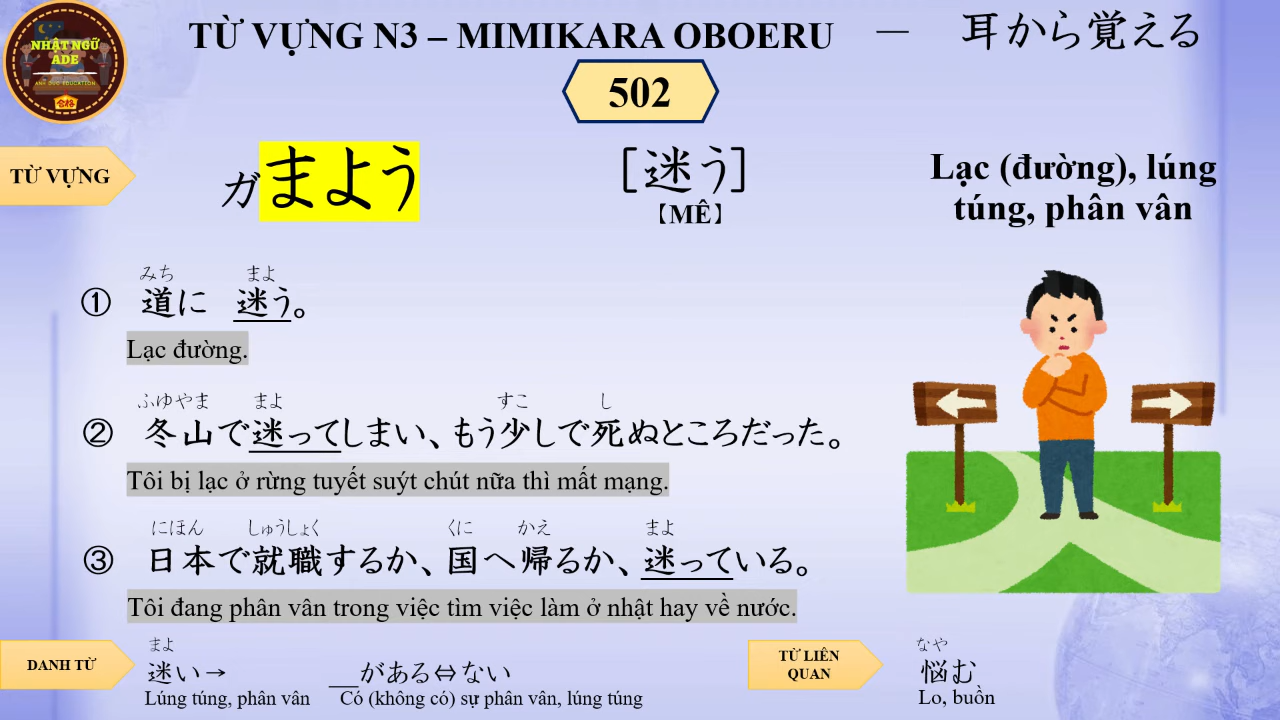 NHẬT NGỮ
ADE
ANH DUC EDUCATION
合格
TỪ VỰNG N3 – MIMIKARA OBOERU － 耳から覚える
502
TỪ VỰNG
ガまよう
[迷う]
【MÊ】
Lạc (đường), lúng
túng, phân vân
みち まよ
① 道に 迷う。
Lạc đường.
ふゆやま まよ すこ し
② 冬山で迷ってしまい、もう少しで死ぬところだった。
Tôi bị lạc ở rừng tuyết suýt chút nữa thì mất mạng.
にほん しゅうしょく くに かえ まよ
③ 日本で就職するか、国へ帰るか、迷っている。
Tôi đang phân vân trong việc tìm việc làm ở nhật hay về nước.
DANH TỪ
まよ
迷い→ __がある⇔ない
Lúng túng, phân vân Có (không có) sự phân vân, lúng túng
TỪ LIÊN
QUAN
なや
悩む
Lo, buồn